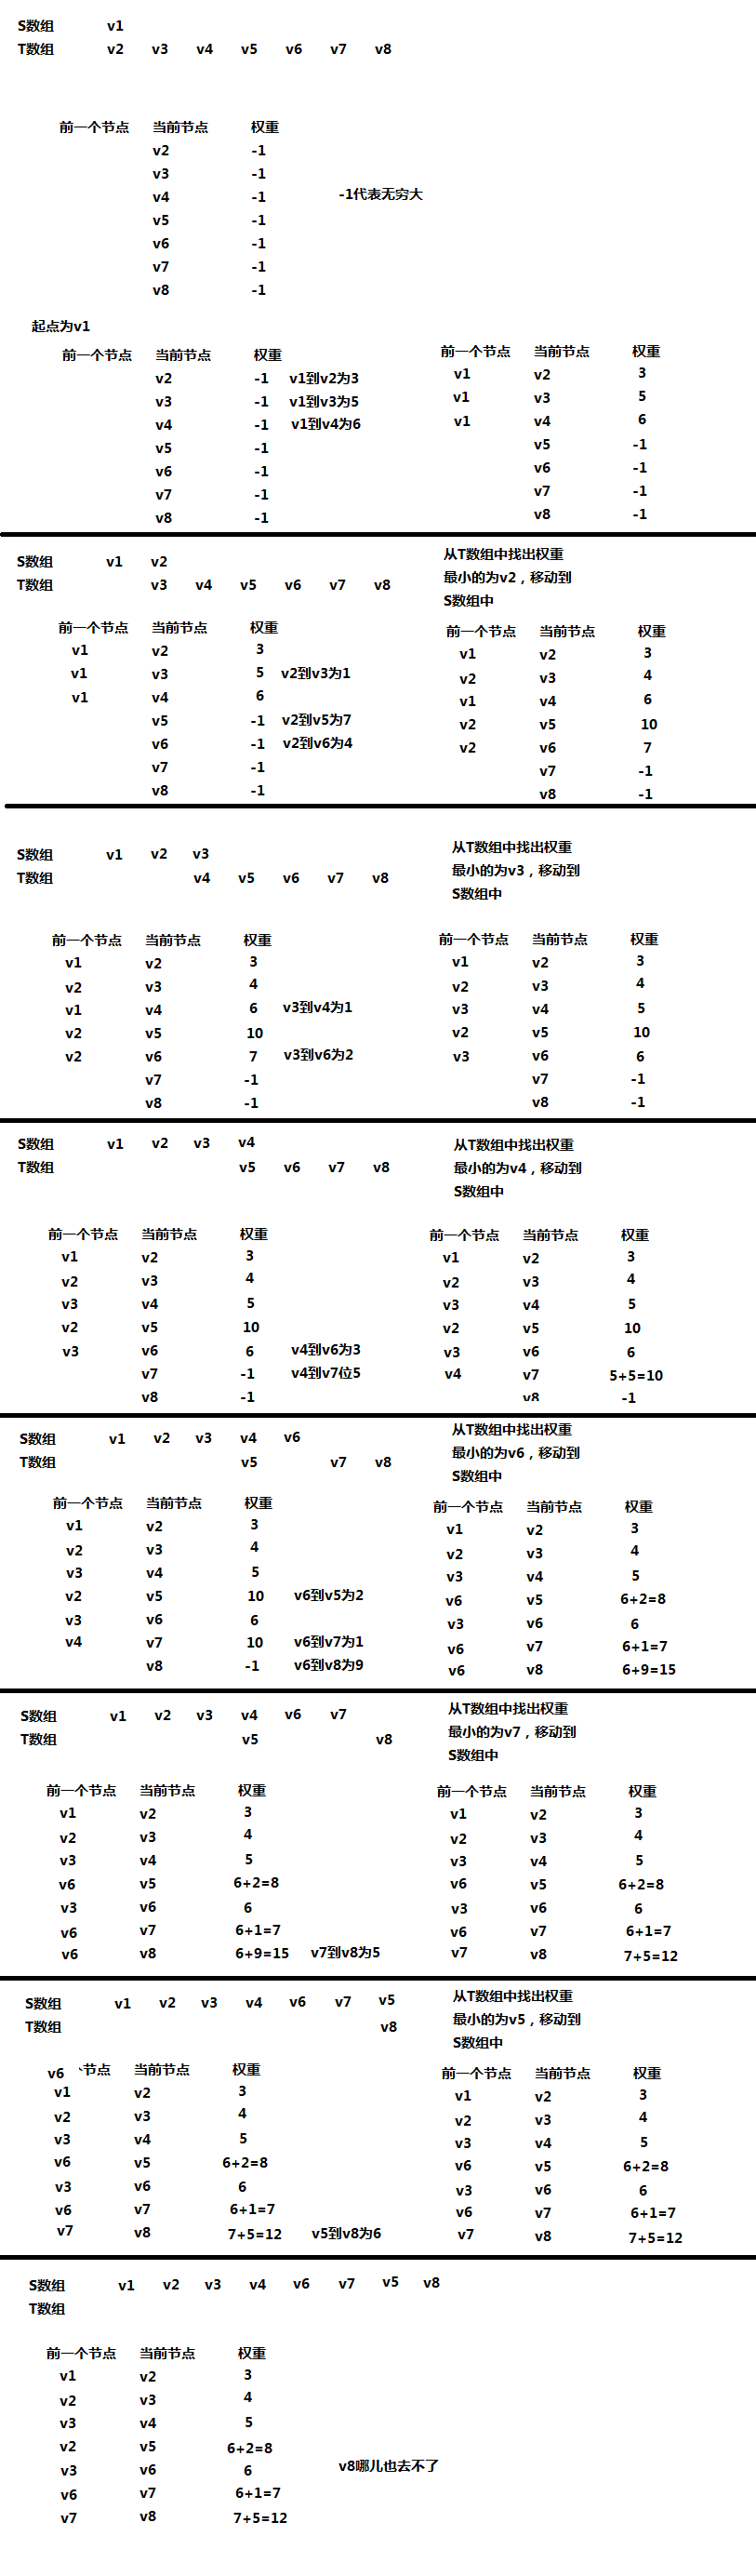 S数组 v1
T数组 v2 v3 v4 v5 v6 v7 v8
前一个节点 当前节点 权重
v2 -1
v3 -1
v4 -1 -1代表无穷大
v5 -1
v6 -1
v7 -1
v8 -1
起点为v1
前一个节点 当前节点 权重
v2 -1 v1到v2为3
v3 -1 v1到v3为5
v4 -1 v1到v4为6
v5 -1
v6 -1
v7 -1
v8 -1
前一个节点 当前节点 权重
v1 v2 3
v1 v3 5
v1 v4 6
v5 -1
v6 -1
v7 -1
v8 -1
S数组 v1 v2
T数组 v3 v4 v5 v6 v7 v8
从T数组中找出权重
最小的为v2，移动到
S数组中
前一个节点 当前节点 权重
v1 v2 3
v1 v3 5 v2到v3为1
v1 v4 6
v5 -1 v2到v5为7
v6 -1 v2到v6为4
v7 -1
v8 -1
前一个节点 当前节点 权重
v1 v2 3
v2 v3 4
v1 v4 6
v2 v5 10
v2 v6 7
v7 -1
v8 -1
S数组 v1 v2 v3
T数组 v4 v5 v6 v7 v8
从T数组中找出权重
最小的为v3，移动到
S数组中
前一个节点 当前节点 权重
v1 v2 3
v2 v3 4
v1 v4 6 v3到v4为1
v2 v5 10
v2 v6 7 v3到v6为2
v7 -1
v8 -1
前一个节点 当前节点 权重
v1 v2 3
v2 v3 4
v3 v4 5
v2 v5 10
v3 v6 6
v7 -1
v8 -1
S数组 v1 v2 v3 v4
T数组 v5 v6 v7 v8
从T数组中找出权重
最小的为v4，移动到
S数组中
前一个节点 当前节点 权重
v1 v2 3
v2 v3 4
v3 v4 5
v2 v5 10
v3 v6 6 v4到v6为3
v7 -1 v4到v7位5
v8 -1
前一个节点 当前节点 权重
v1 v2 3
v2 v3 4
v3 v4 5
v2 v5 10
v3 v6 6
v4 v7 5+5=10
v8 -1
S数组 v1 v2 v3 v4 v6
T数组 v5 v7 v8
从T数组中找出权重
最小的为v6，移动到
S数组中
前一个节点 当前节点 权重
v1 v2 3
v2 v3 4
v3 v4 5
v2 v5 10 v6到v5为2
v3 v6 6
v4 v7 10 v6到v7为1
v8 -1 v6到v8为9
前一个节点 当前节点 权重
v1 v2 3
v2 v3 4
v3 v4 5
v6 v5 6+2=8
v3 v6 6
v6 v7 6+1=7
v6 v8 6+9=15
S数组 v1 v2 v3 v4 v6 v7
T数组 v5 v8
从T数组中找出权重
最小的为v7，移动到
S数组中
前一个节点 当前节点 权重
v1 v2 3
v2 v3 4
v3 v4 5
v6 v5 6+2=8
v3 v6 6
v6 v7 6+1=7
v6 v8 6+9=15 v7到v8为5
前一个节点 当前节点 权重
v1 v2 3
v2 v3 4
v3 v4 5
v6 v5 6+2=8
v3 v6 6
v6 v7 6+1=7
v7 v8 7+5=12
S数组 v1 v2 v3 v4 v6 v7 v5
T数组 v8
从T数组中找出权重
最小的为v5，移动到
S数组中
v6 节点 当前节点 权重
v1 v2 3
v2 v3 4
v3 v4 5
v6 v5 6+2=8
v3 v6 6
v6 v7 6+1=7
v7 v8 7+5=12 v5到v8为6
前一个节点 当前节点 权重
v1 v2 3
v2 v3 4
v3 v4 5
v6 v5 6+2=8
v3 v6 6
v6 v7 6+1=7
v7 v8 7+5=12
S数组 v1 v2 v3 v4 v6 v7 v5 v8
T数组
前一个节点 当前节点 权重
v1 v2 3
v2 v3 4
v3 v4 5
v2 v5 6+2=8
v3 v6 6 v8哪儿也去不了
v6 v7 6+1=7
v7 v8 7+5=12